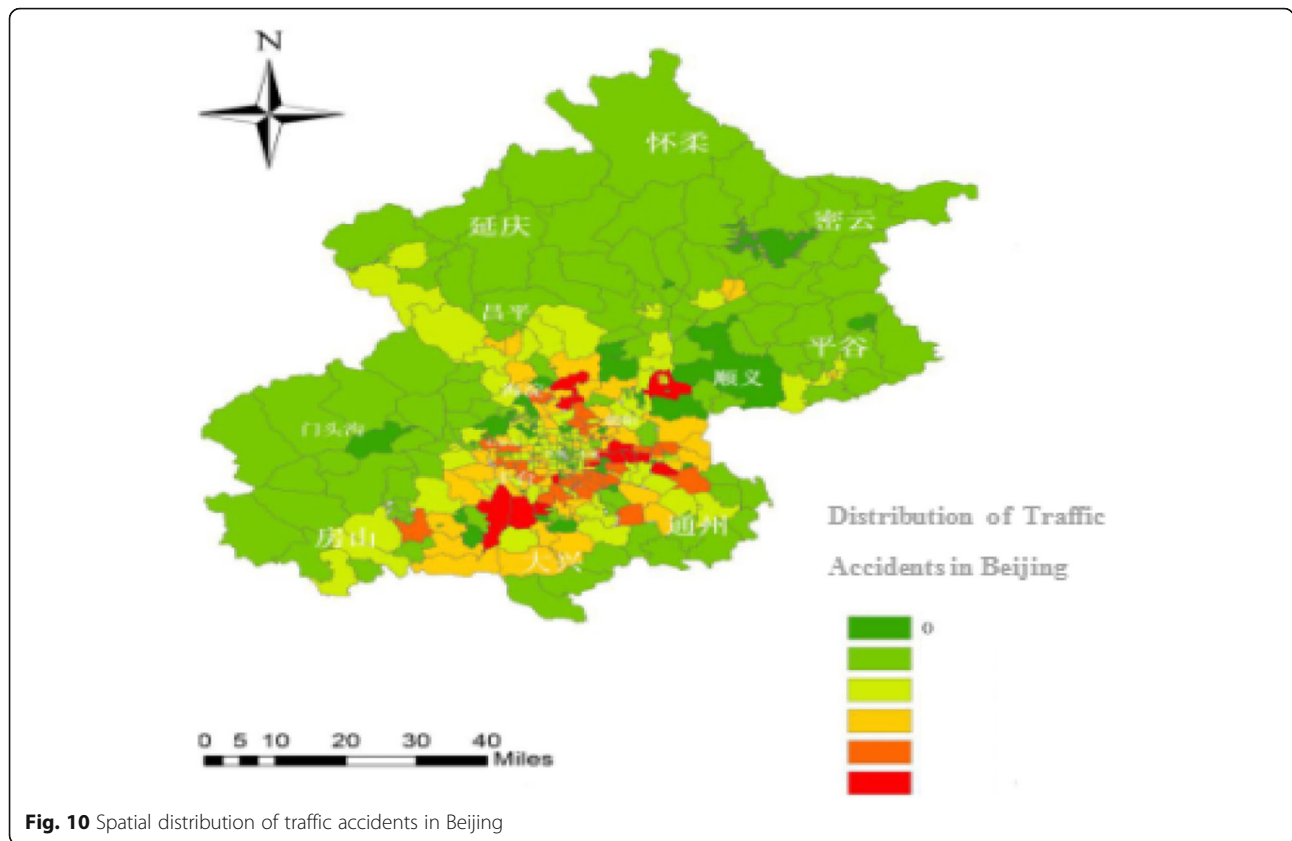 N
怀柔
密云
延庆
昌平
平谷
顺义
门头沟
房山
通州
大兴
Distribution of Traffic
Accidents in Beijing
0
0 5 10 20 30 40
Miles
Fig. 10 Spatial distribution of traffic accidents in Beijing